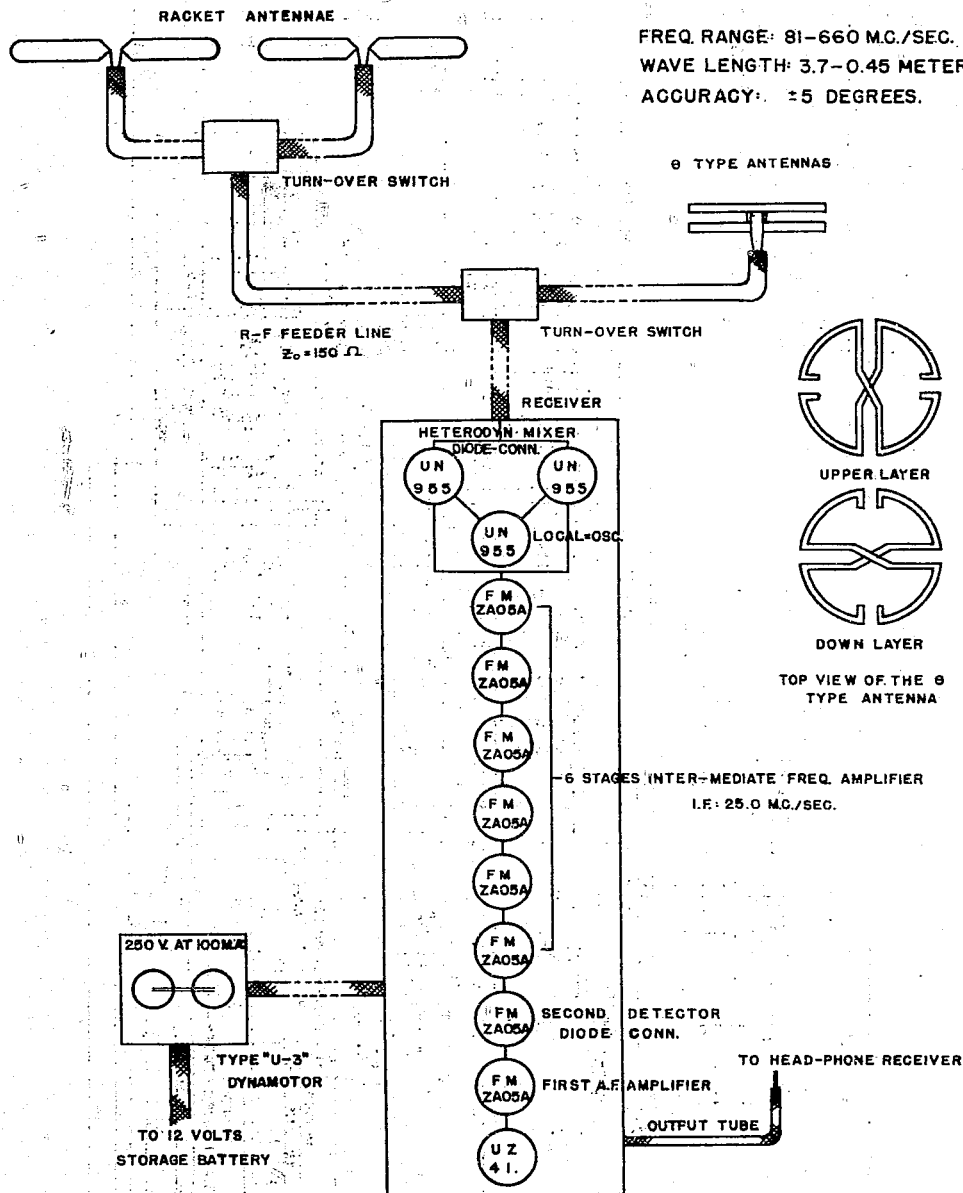 RACKET ANTENNAE
FREQ. RANGE: 81-660 M.C./SEC.
WAVE LENGTH: 3.7-0.45 METER
ACCURACY: ±5 DEGREES.
TURN-OVER SWITCH
θ TYPE ANTENNAS
R-F FEEDER LINE
Z₀=150 Ω
TURN-OVER SWITCH
RECEIVER
HETERODYN-MIXER
DIODE-CONN.
UN
955
UN
955
UN
955
LOCAL-OSC.
UPPER LAYER
DOWN LAYER
TOP VIEW OF THE θ
TYPE ANTENNA
FM
ZA05A
FM
ZA05A
F.M
ZA05A
FM
ZA05A
FM
ZA05A
FM
ZA05A
6 STAGES INTER-MEDIATE FREQ. AMPLIFIER
I.F: 25.0 M.C./SEC.
250 V. AT 100MA
TYPE "U-3"
DYNAMOTOR
TO 12 VOLTS
STORAGE BATTERY
FM
ZA05A
SECOND DETECTOR
DIODE CONN.
FM
ZA05A
FIRST A.F. AMPLIFIER
UZ
41.
OUTPUT TUBE
TO HEAD-PHONE RECEIVER